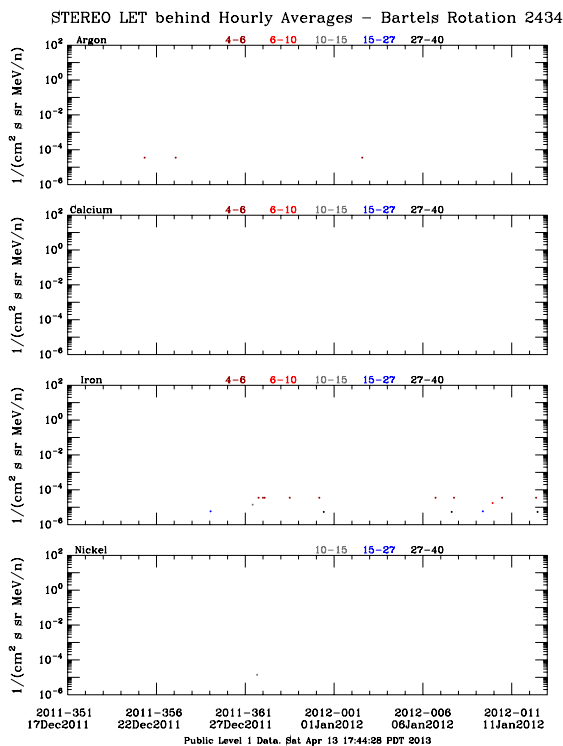 STEREO LET behind Hourly Averages - Bartels Rotation 2434
Argon 4-6 6-10 10-15 15-27 27-40
10^2
10^0
10^-2
10^-4
10^-6
1/(cm^2 s sr MeV/n)
Calcium 4-6 6-10 10-15 15-27 27-40
10^2
10^0
10^-2
10^-4
10^-6
1/(cm^2 s sr MeV/n)
Iron 4-6 6-10 10-15 15-27 27-40
10^2
10^0
10^-2
10^-4
10^-6
1/(cm^2 s sr MeV/n)
Nickel 10-15 15-27 27-40
10^2
10^0
10^-2
10^-4
10^-6
1/(cm^2 s sr MeV/n)
2011-351 2011-356 2011-361 2012-001 2012-006 2012-011
17Dec2011 22Dec2011 27Dec2011 01Jan2012 06Jan2012 11Jan2012
Public Level 1 Data. Sat Apr 13 17:44:28 PDT 2013